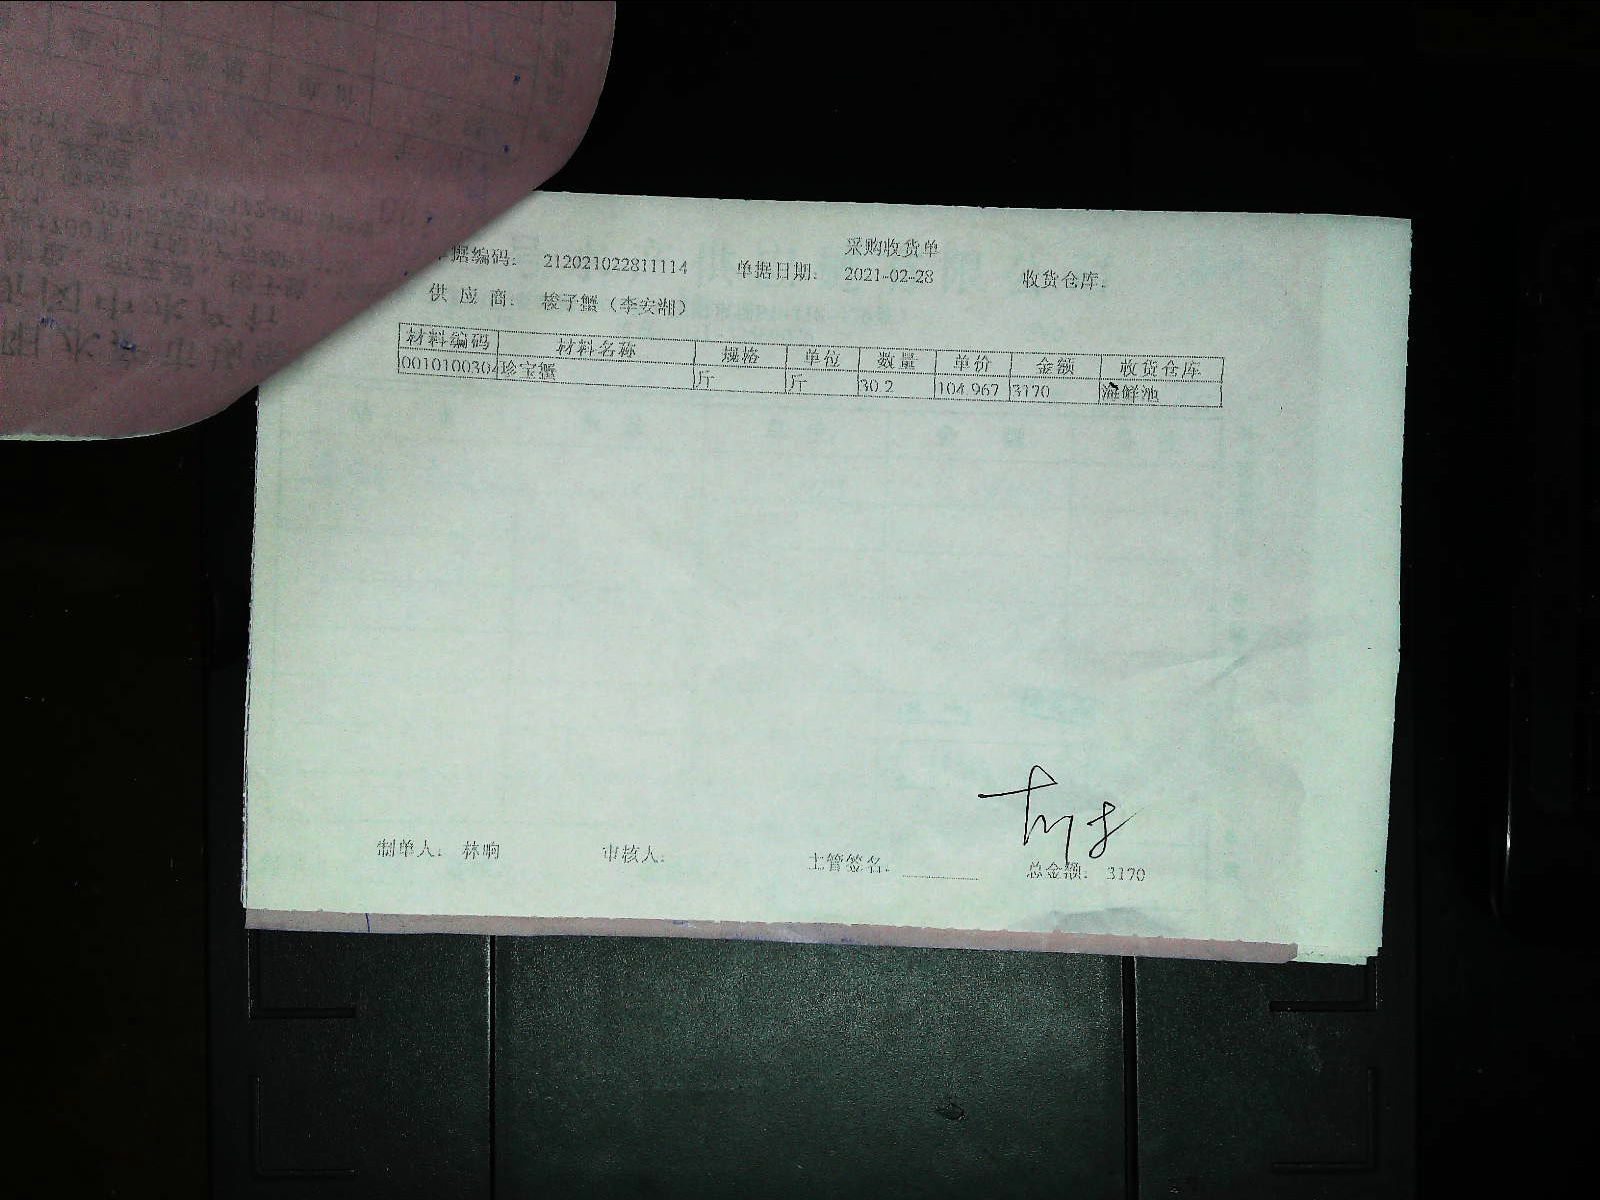 采购收货单
据编码: 212021022811114 单据日期: 2021-02-28 收货仓库:
供应商: 梭子蟹（李安湘）
材料编码 材料名称 规格 单位 数量 单价 金额 收货仓库
001010030 珍宝蟹 斤 斤 30.2 104.967 3170 海鲜池
制单人: 林响 审核人: 主管签名: 总金额: 3170